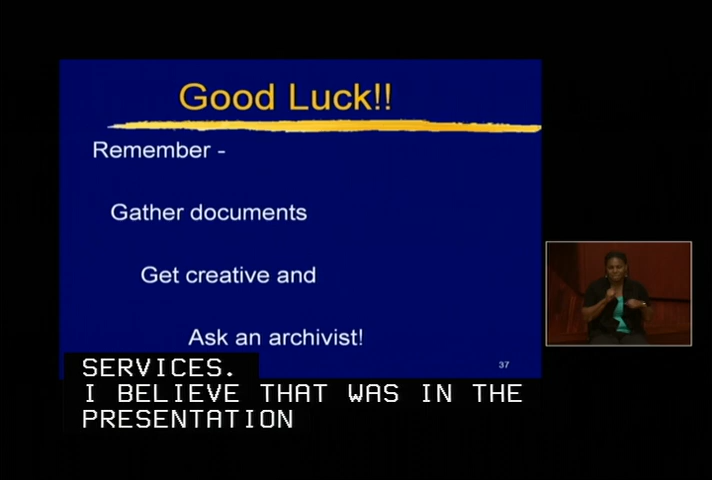 Good Luck!!
Remember -
Gather documents
Get creative and
Ask an archivist!
37
SERVICES.
I BELIEVE THAT WAS IN THE
PRESENTATION